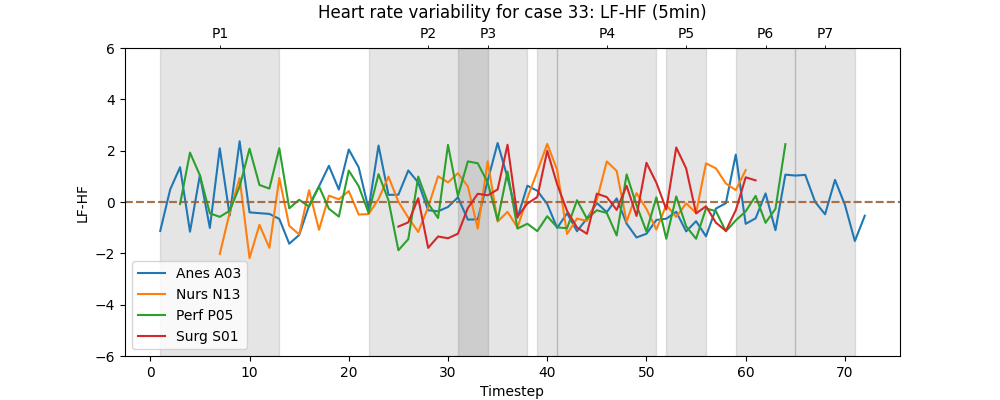 Heart rate variability for case 33: LF-HF (5min)
P1 P2 P3 P4 P5 P6 P7
6
4
2
0
−2
−4
−6
LF-HF
Anes A03
Nurs N13
Perf P05
Surg S01
0 10 20 30 40 50 60 70
Timestep